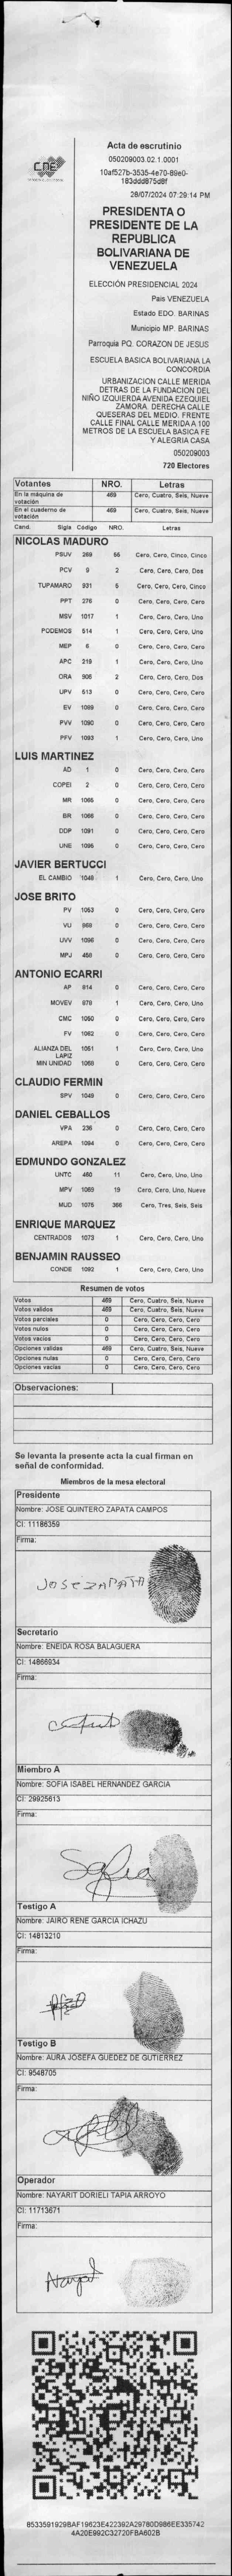 CNE
Acta de escrutinio
050209003.02.1.0001
10af527b-3535-4e70-89e0-
183ddd875d8f
28/07/2024 07:29:14 PM
PRESIDENTA O
PRESIDENTE DE LA
REPUBLICA
BOLIVARIANA DE
VENEZUELA
ELECCIÓN PRESIDENCIAL 2024
Pais VENEZUELA
Estado EDO. BARINAS
Municipio MP. BARINAS
Parroquia PQ. CORAZON DE JESUS
ESCUELA BASICA BOLIVARIANA LA
CONCORDIA
URBANIZACION CALLE MERIDA
DETRAS DE LA FUNDACION DEL
NIÑO IZQUIERDA AVENIDA EZEQUIEL
ZAMORA. DERECHA CALLE
QUESERAS DEL MEDIO. FRENTE
CALLE FINAL CALLE MERIDA A 100
METROS DE LA ESCUELA BASICA FE
Y ALEGRIA CASA
050209003
720 Electores
Votantes NRO. Letras
En la máquina de votación 469 Cero, Cuatro, Seis, Nueve
En el cuaderno de votación 469 Cero, Cuatro, Seis, Nueve
Cand. Sigla Código NRO. Letras
NICOLAS MADURO
PSUV 269 55 Cero, Cero, Cinco, Cinco
PCV 9 2 Cero, Cero, Cero, Dos
TUPAMARO 931 5 Cero, Cero, Cero, Cinco
PPT 276 0 Cero, Cero, Cero, Cero
MSV 1017 1 Cero, Cero, Cero, Uno
PODEMOS 514 1 Cero, Cero, Cero, Uno
MEP 6 0 Cero, Cero, Cero, Cero
APC 219 1 Cero, Cero, Cero, Uno
ORA 906 2 Cero, Cero, Cero, Dos
UPV 513 0 Cero, Cero, Cero, Cero
EV 1089 0 Cero, Cero, Cero, Cero
PVV 1090 0 Cero, Cero, Cero, Cero
PFV 1093 1 Cero, Cero, Cero, Uno
LUIS MARTINEZ
AD 1 0 Cero, Cero, Cero, Cero
COPEI 2 0 Cero, Cero, Cero, Cero
MR 1065 0 Cero, Cero, Cero, Cero
BR 1066 0 Cero, Cero, Cero, Cero
DDP 1091 0 Cero, Cero, Cero, Cero
UNE 1095 0 Cero, Cero, Cero, Cero
JAVIER BERTUCCI
EL CAMBIO 1048 1 Cero, Cero, Cero, Uno
JOSE BRITO
PV 1053 0 Cero, Cero, Cero, Cero
VU 969 0 Cero, Cero, Cero, Cero
UVV 1096 0 Cero, Cero, Cero, Cero
MPJ 456 0 Cero, Cero, Cero, Cero
ANTONIO ECARRI
AP 914 0 Cero, Cero, Cero, Cero
MOVEV 978 1 Cero, Cero, Cero, Uno
CMC 1050 0 Cero, Cero, Cero, Cero
FV 1062 0 Cero, Cero, Cero, Cero
ALIANZA DEL LAPIZ 1051 1 Cero, Cero, Cero, Uno
MIN UNIDAD 1068 0 Cero, Cero, Cero, Cero
CLAUDIO FERMIN
SPV 1049 0 Cero, Cero, Cero, Cero
DANIEL CEBALLOS
VPA 236 0 Cero, Cero, Cero, Cero
AREPA 1094 0 Cero, Cero, Cero, Cero
EDMUNDO GONZALEZ
UNTC 450 11 Cero, Cero, Uno, Uno
MPV 1069 19 Cero, Cero, Uno, Nueve
MUD 1075 366 Cero, Tres, Seis, Seis
ENRIQUE MARQUEZ
CENTRADOS 1073 1 Cero, Cero, Cero, Uno
BENJAMIN RAUSSEO
CONDE 1092 1 Cero, Cero, Cero, Uno
Resumen de votos
Votos 469 Cero, Cuatro, Seis, Nueve
Votos validos 469 Cero, Cuatro, Seis, Nueve
Votos parciales 0 Cero, Cero, Cero, Cero
Votos nulos 0 Cero, Cero, Cero, Cero
Votos vacios 0 Cero, Cero, Cero, Cero
Opciones validas 469 Cero, Cuatro, Seis, Nueve
Opciones nulas 0 Cero, Cero, Cero, Cero
Opciones vacias 0 Cero, Cero, Cero, Cero
Observaciones:
Se levanta la presente acta la cual firman en
señal de conformidad.
Miembros de la mesa electoral
Presidente
Nombre: JOSE QUINTERO ZAPATA CAMPOS
CI: 11186359
Firma:
JOSE ZAPATA
Secretario
Nombre: ENEIDA ROSA BALAGUERA
CI: 14866934
Firma:
Miembro A
Nombre: SOFIA ISABEL HERNANDEZ GARCIA
CI: 29925613
Firma:
Sofia
Testigo A
Nombre: JAIRO RENE GARCIA ICHAZU
CI: 14813210
Firma:
Testigo B
Nombre: AURA JOSEFA GUEDEZ DE GUTIERREZ
CI: 9548705
Firma:
Operador
Nombre: NAYARIT DORIELI TAPIA ARROYO
CI: 11713671
Firma:
8533591929BAF19623E422392A29780D986EE335742
4A20E992C32720FBA602B